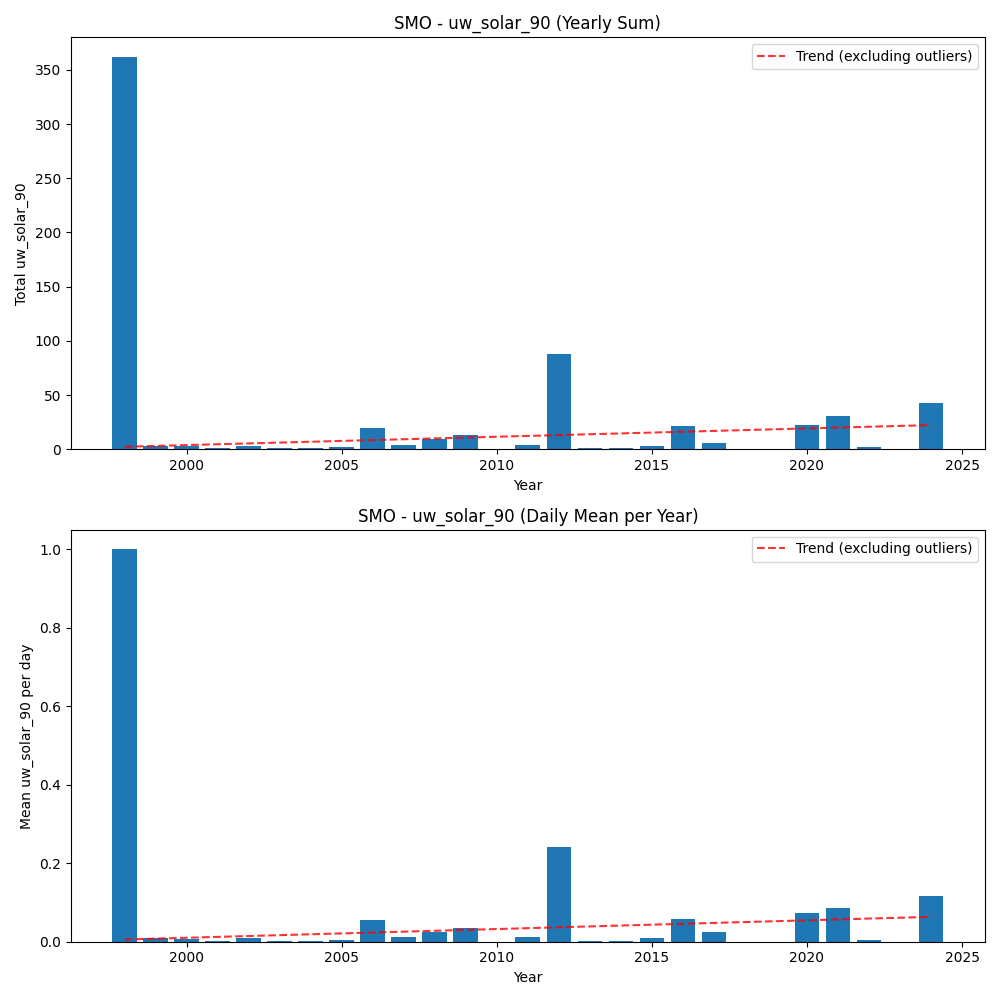 SMO - uw_solar_90 (Yearly Sum)
Trend (excluding outliers)
Total uw_solar_90
350
300
250
200
150
100
50
0
2000 2005 2010 2015 2020 2025
Year
SMO - uw_solar_90 (Daily Mean per Year)
Trend (excluding outliers)
Mean uw_solar_90 per day
1.0
0.8
0.6
0.4
0.2
0.0
2000 2005 2010 2015 2020 2025
Year